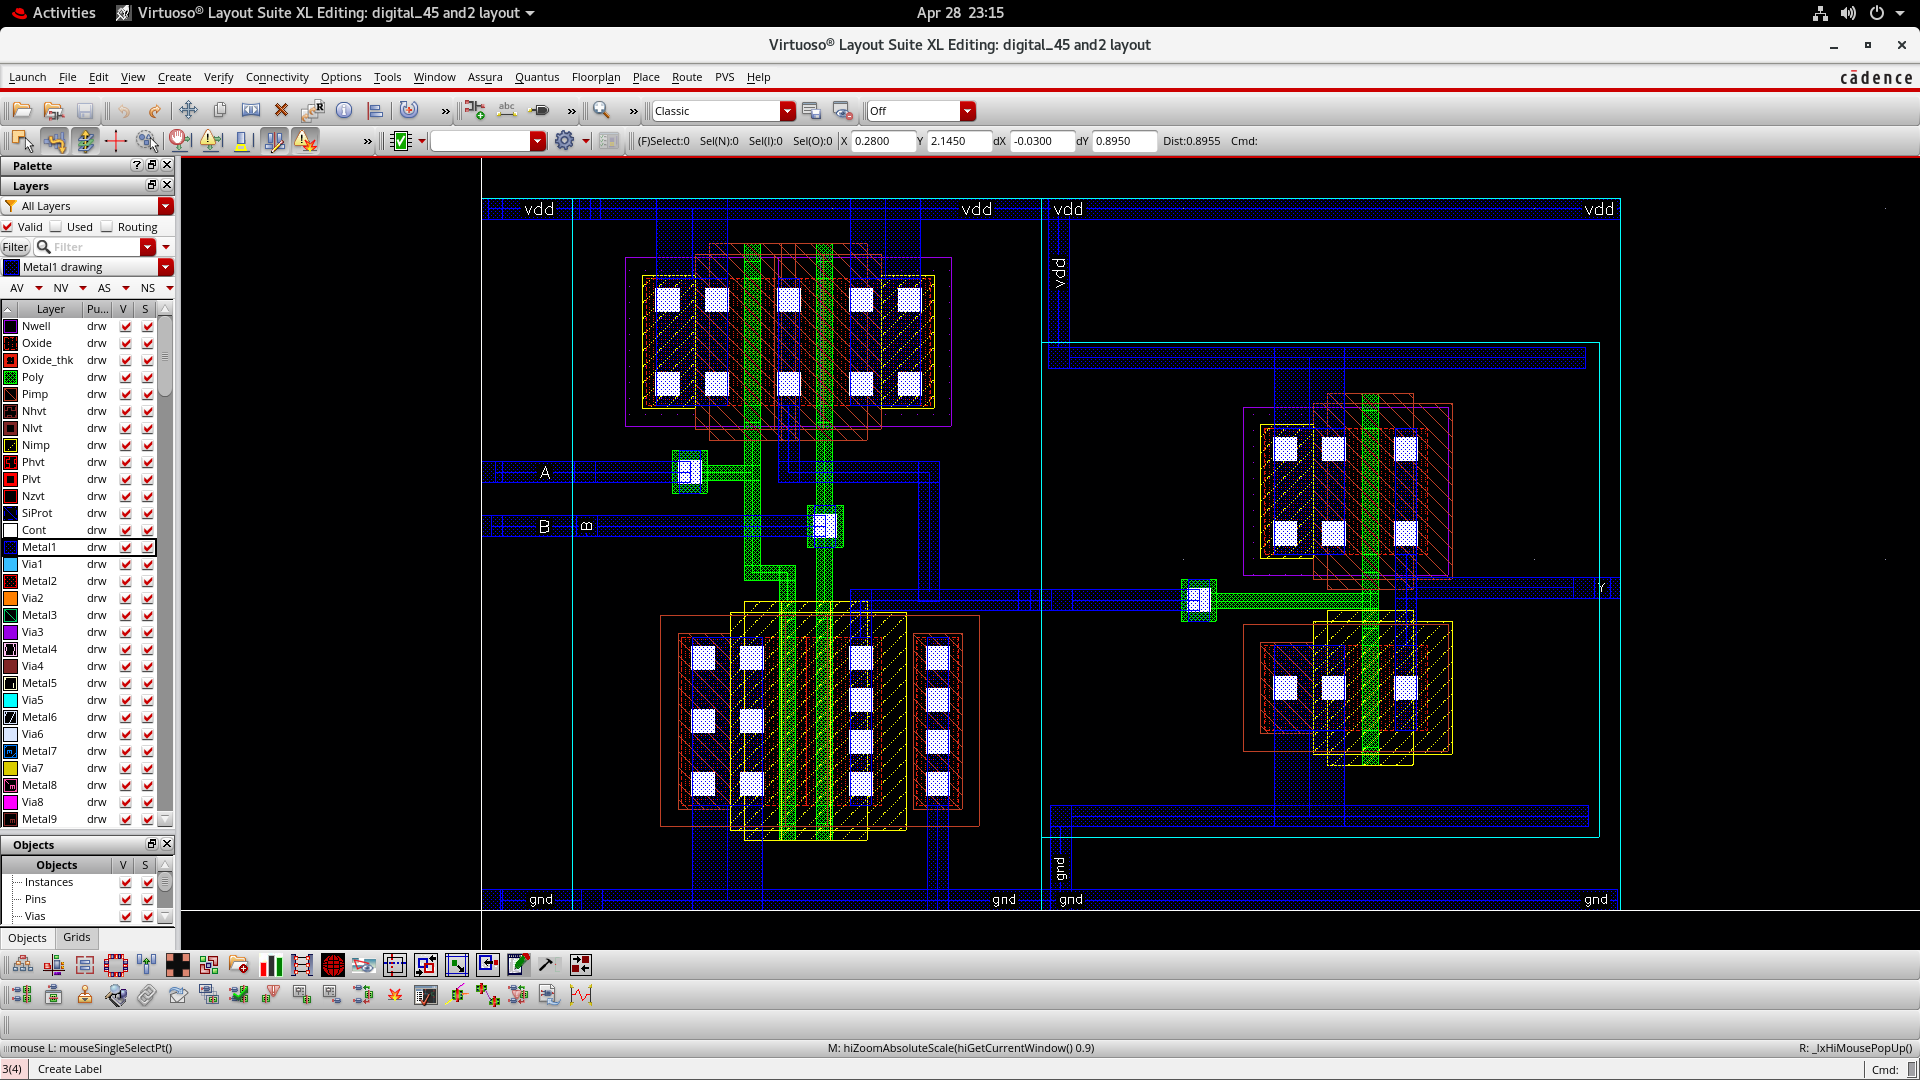 Activities Virtuoso® Layout Suite XL Editing: digital_45 and2 layout Apr 28 23:15
Virtuoso® Layout Suite XL Editing: digital_45 and2 layout
Launch File Edit View Create Verify Connectivity Options Tools Window Assura Quantus Floorplan Place Route PVS Help cādence
R » abc » » Classic Off
» (F)Select:0 Sel(N):0 Sel(I):0 Sel(O):0 X 0.2800 Y 2.1450 dX -0.0300 dY 0.8950 Dist:0.8955 Cmd:
Palette ?
Layers
All Layers
Valid Used Routing
Filter Filter
Metal1 drawing
AV NV AS NS
Layer Pu... V S
Nwell drw
Oxide drw
Oxide_thk drw
Poly drw
Pimp drw
Nhvt drw
Nlvt drw
Nimp drw
Phvt drw
Plvt drw
Nzvt drw
SiProt drw
Cont drw
Metal1 drw
Via1 drw
Metal2 drw
Via2 drw
Metal3 drw
Via3 drw
Metal4 drw
Via4 drw
Metal5 drw
Via5 drw
Metal6 drw
Via6 drw
Metal7 drw
Via7 drw
Metal8 drw
Via8 drw
Metal9 drw
Objects
Objects V S
Instances
Pins
Vias
Objects Grids
vdd vdd vdd vdd
vdd
A
B B
Y
gnd
gnd gnd gnd gnd
mouse L: mouseSingleSelectPt() M: hiZoomAbsoluteScale(hiGetCurrentWindow() 0.9) R: _lxHiMousePopUp()
3(4) Create Label Cmd: